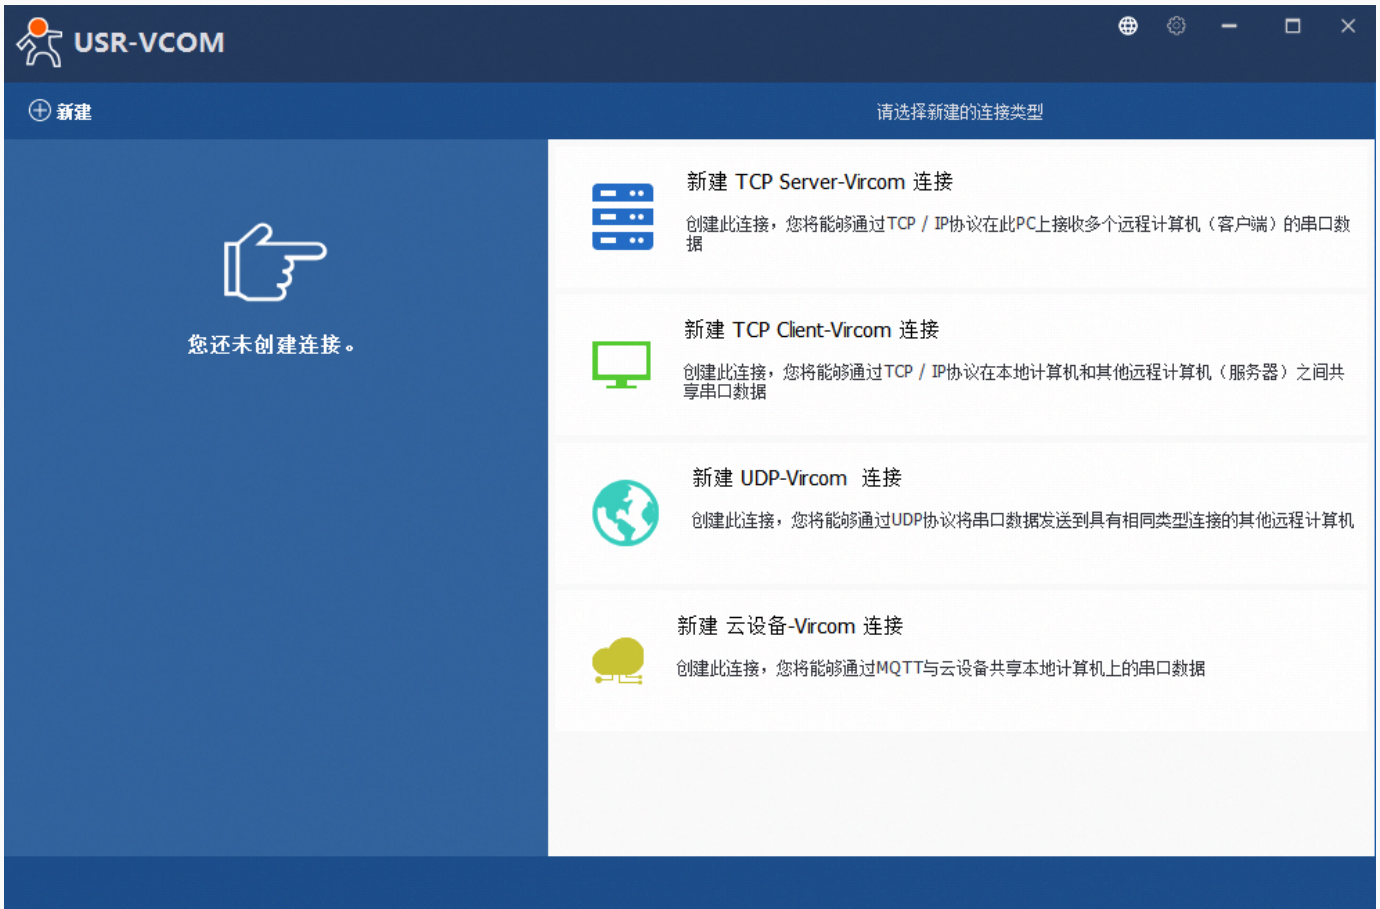 USR-VCOM
新建
请选择新建的连接类型
您还未创建连接。
新建 TCP Server-Vircom 连接
创建此连接，您将能够通过TCP / IP协议在此PC上接收多个远程计算机（客户端）的串口数
据
新建 TCP Client-Vircom 连接
创建此连接，您将能够通过TCP / IP协议在本地计算机和其他远程计算机（服务器）之间共
享串口数据
新建 UDP-Vircom 连接
创建此连接，您将能够通过UDP协议将串口数据发送到具有相同类型连接的其他远程计算机
新建 云设备-Vircom 连接
创建此连接，您将能够通过MQTT与云设备共享本地计算机上的串口数据